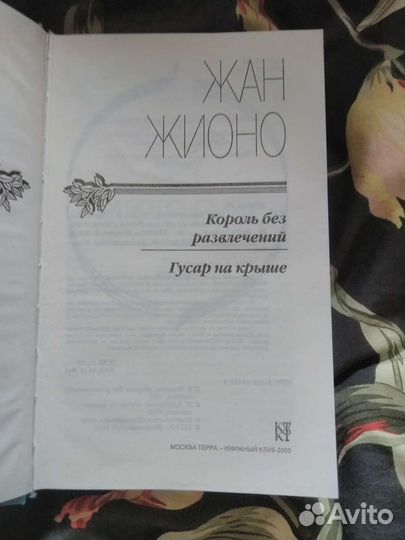 ЖАН
ЖИОНО
Король без
развлечений
Гусар на крыше
МОСКВА ТЕРРА – КНИЖНЫЙ КЛУБ 2002
Avito